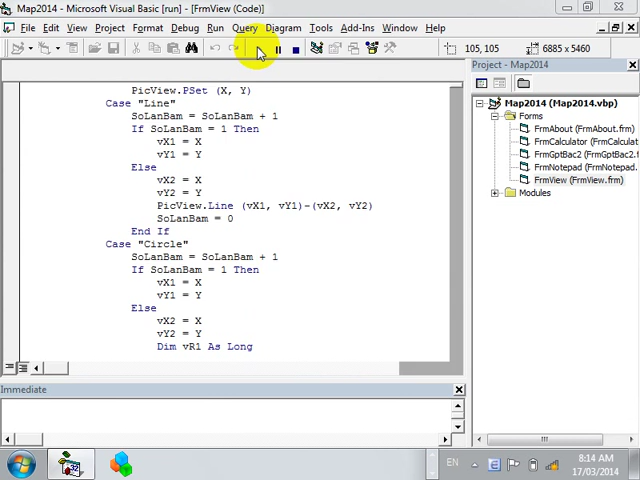 Map2014 - Microsoft Visual Basic [run] - [FrmView (Code)]
File Edit View Project Format Debug Run Query Diagram Tools Add-Ins Window Help
105, 105 6885 x 5460
PicView.PSet (X, Y)
Case "Line"
SoLanBam = SoLanBam + 1
If SoLanBam = 1 Then
vX1 = X
vY1 = Y
Else
vX2 = X
vY2 = Y
PicView.Line (vX1, vY1)-(vX2, vY2)
SoLanBam = 0
End If
Case "Circle"
SoLanBam = SoLanBam + 1
If SoLanBam = 1 Then
vX1 = X
vY1 = Y
Else
vX2 = X
vY2 = Y
Dim vR1 As Long
Project - Map2014
Map2014 (Map2014.vbp)
Forms
FrmAbout (FrmAbout.frm)
FrmCalculator (FrmCalculat
FrmGptBac2 (FrmGptBac2.f
FrmNotepad (FrmNotepad.
FrmView (FrmView.frm)
Modules
Immediate
EN
8:14 AM
17/03/2014